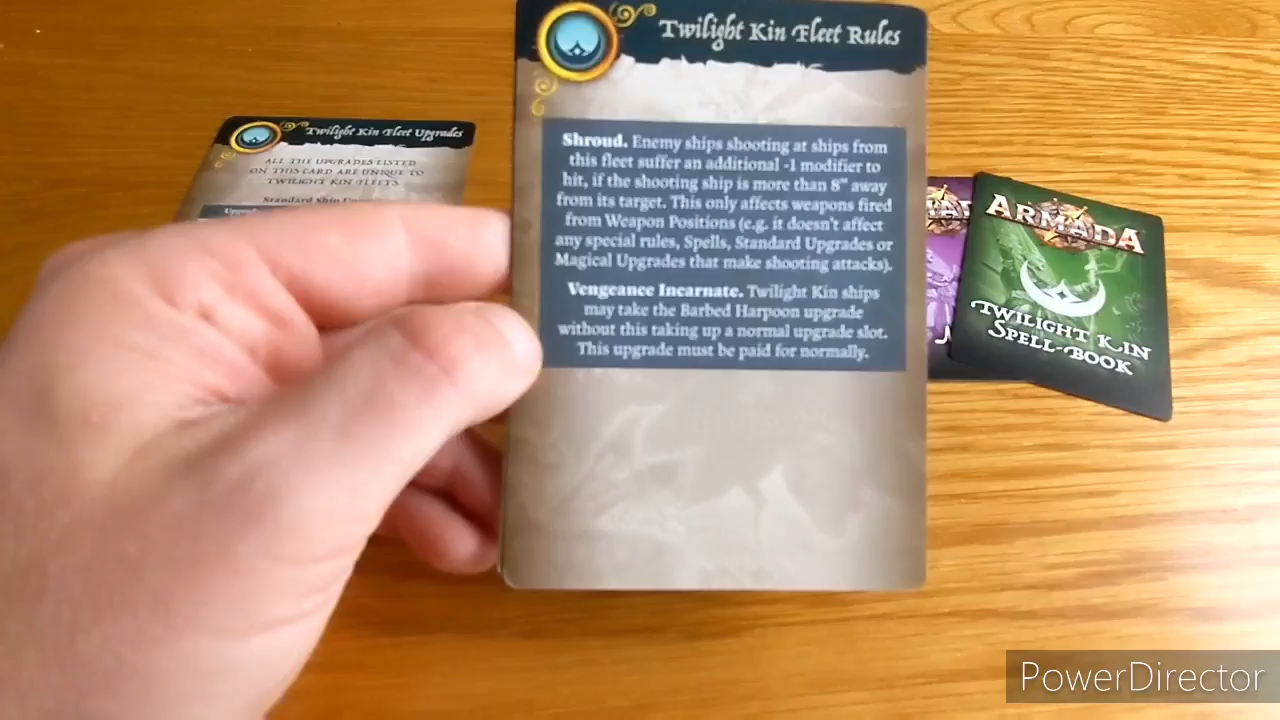 Twilight Kin Fleet Rules
Shroud. Enemy ships shooting at ships from
this fleet suffer an additional -1 modifier to
hit, if the shooting ship is more than 8" away
from its target. This only affects weapons fired
from Weapon Positions (e.g. it doesn't affect
any special rules, Spells, Standard Upgrades or
Magical Upgrades that make shooting attacks).
Vengeance Incarnate. Twilight Kin ships
may take the Barbed Harpoon upgrade
without this taking up a normal upgrade slot.
This upgrade must be paid for normally.
Twilight Kin Fleet Upgrades
ALL THE UPGRADES LISTED
ON THIS CARD ARE UNIQUE TO
TWILIGHT KIN FLEETS.
Standard Ship
ARMADA
TWILIGHT KIN
SPELL-BOOK
PowerDirector